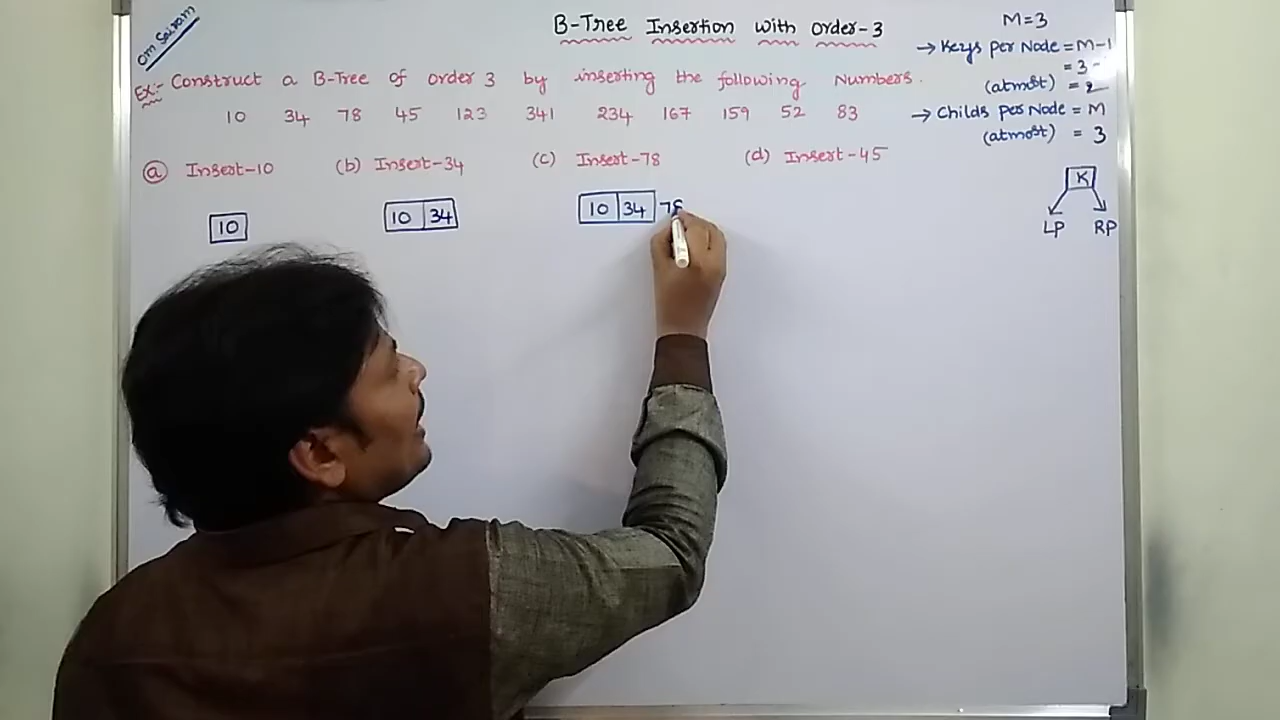 om Sairam
B-Tree Insertion with order-3
Ex:- Construct a B-Tree of order 3 by inserting the following Numbers.
10 34 78 45 123 341 234 167 159 52 83
(a) Insert-10 (b) Insert-34 (c) Insert-78 (d) Insert-45
10
10 34
10 34 78
M=3
→ Keys per Node = M-1
= 3-
(atmost) = 2
→ Childs per Node = M
(atmost) = 3
K
LP RP